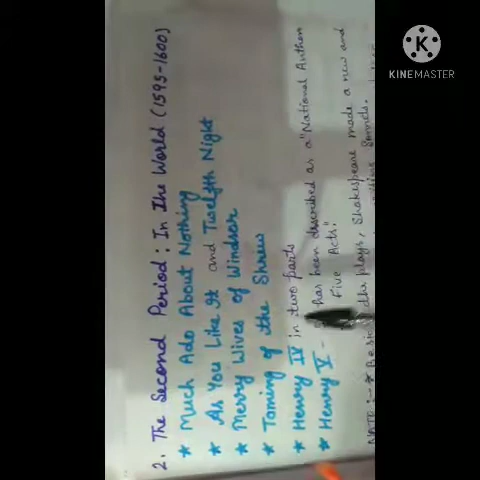 2. The Second Period: In The World (1595-1600)
* Much Ado About Nothing
* As You Like It and Twelfth Night
* Merry Wives of Windsor
* Taming of the Shrew
* Henry IV in two parts
* Henry V - has been described as a "National Anthem
Five Acts".
NOTE :- * the plays, Shakespeare made a new and
KINEMASTER